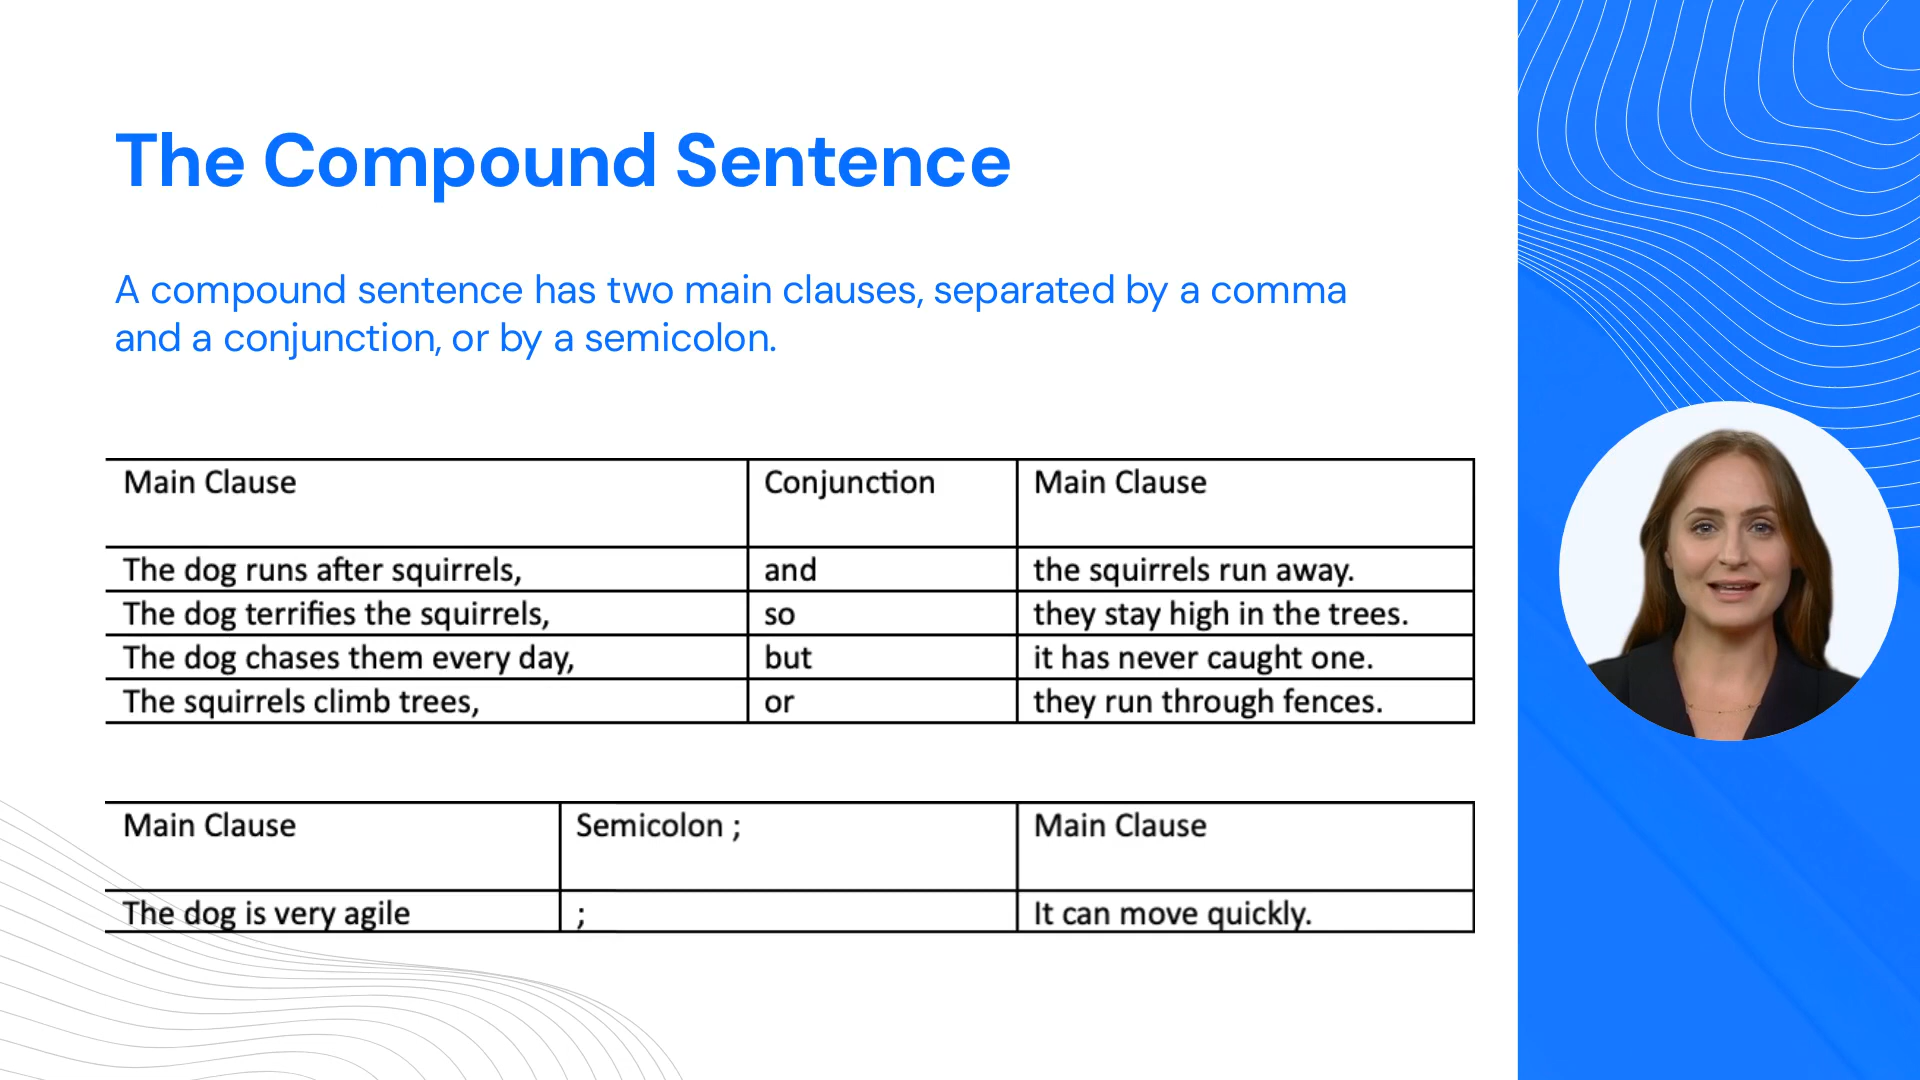 The Compound Sentence
A compound sentence has two main clauses, separated by a comma
and a conjunction, or by a semicolon.
Main Clause Conjunction Main Clause
The dog runs after squirrels, and the squirrels run away.
The dog terrifies the squirrels, so they stay high in the trees.
The dog chases them every day, but it has never caught one.
The squirrels climb trees, or they run through fences.
Main Clause Semicolon ; Main Clause
The dog is very agile ; It can move quickly.